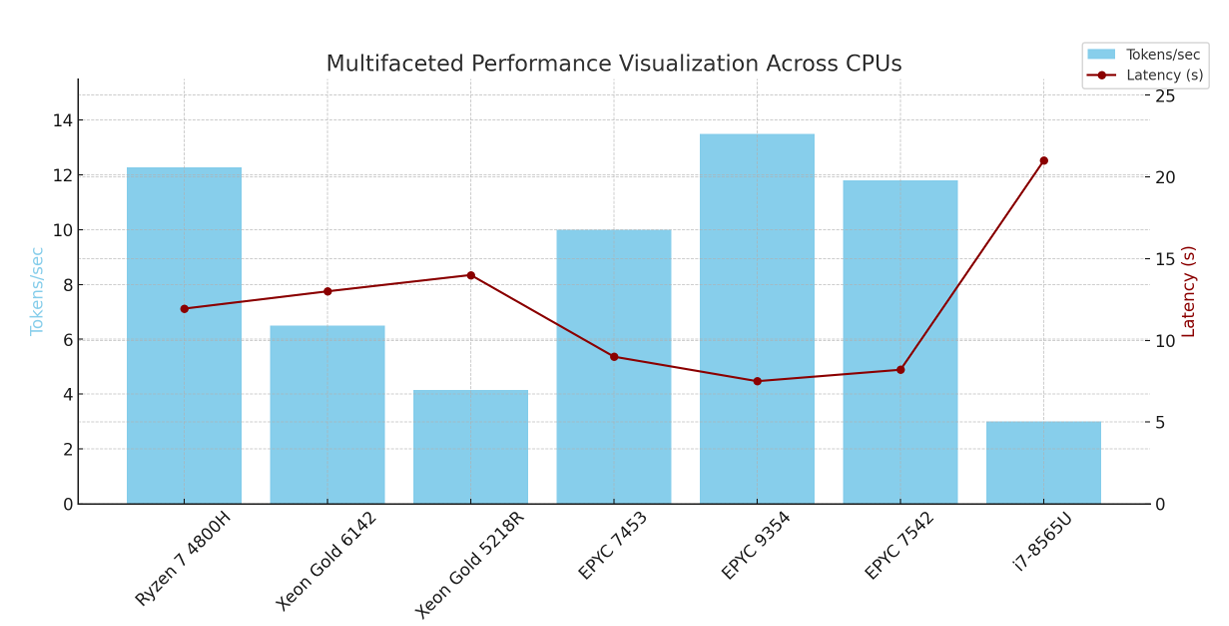 Multifaceted Performance Visualization Across CPUs
Tokens/sec
Latency (s)
Tokens/sec
14
12
10
8
6
4
2
0
25
20
15
10
5
0
Latency (s)
Ryzen 7 4800H
Xeon Gold 6142
Xeon Gold 5218R
EPYC 7453
EPYC 9354
EPYC 7542
i7-8565U